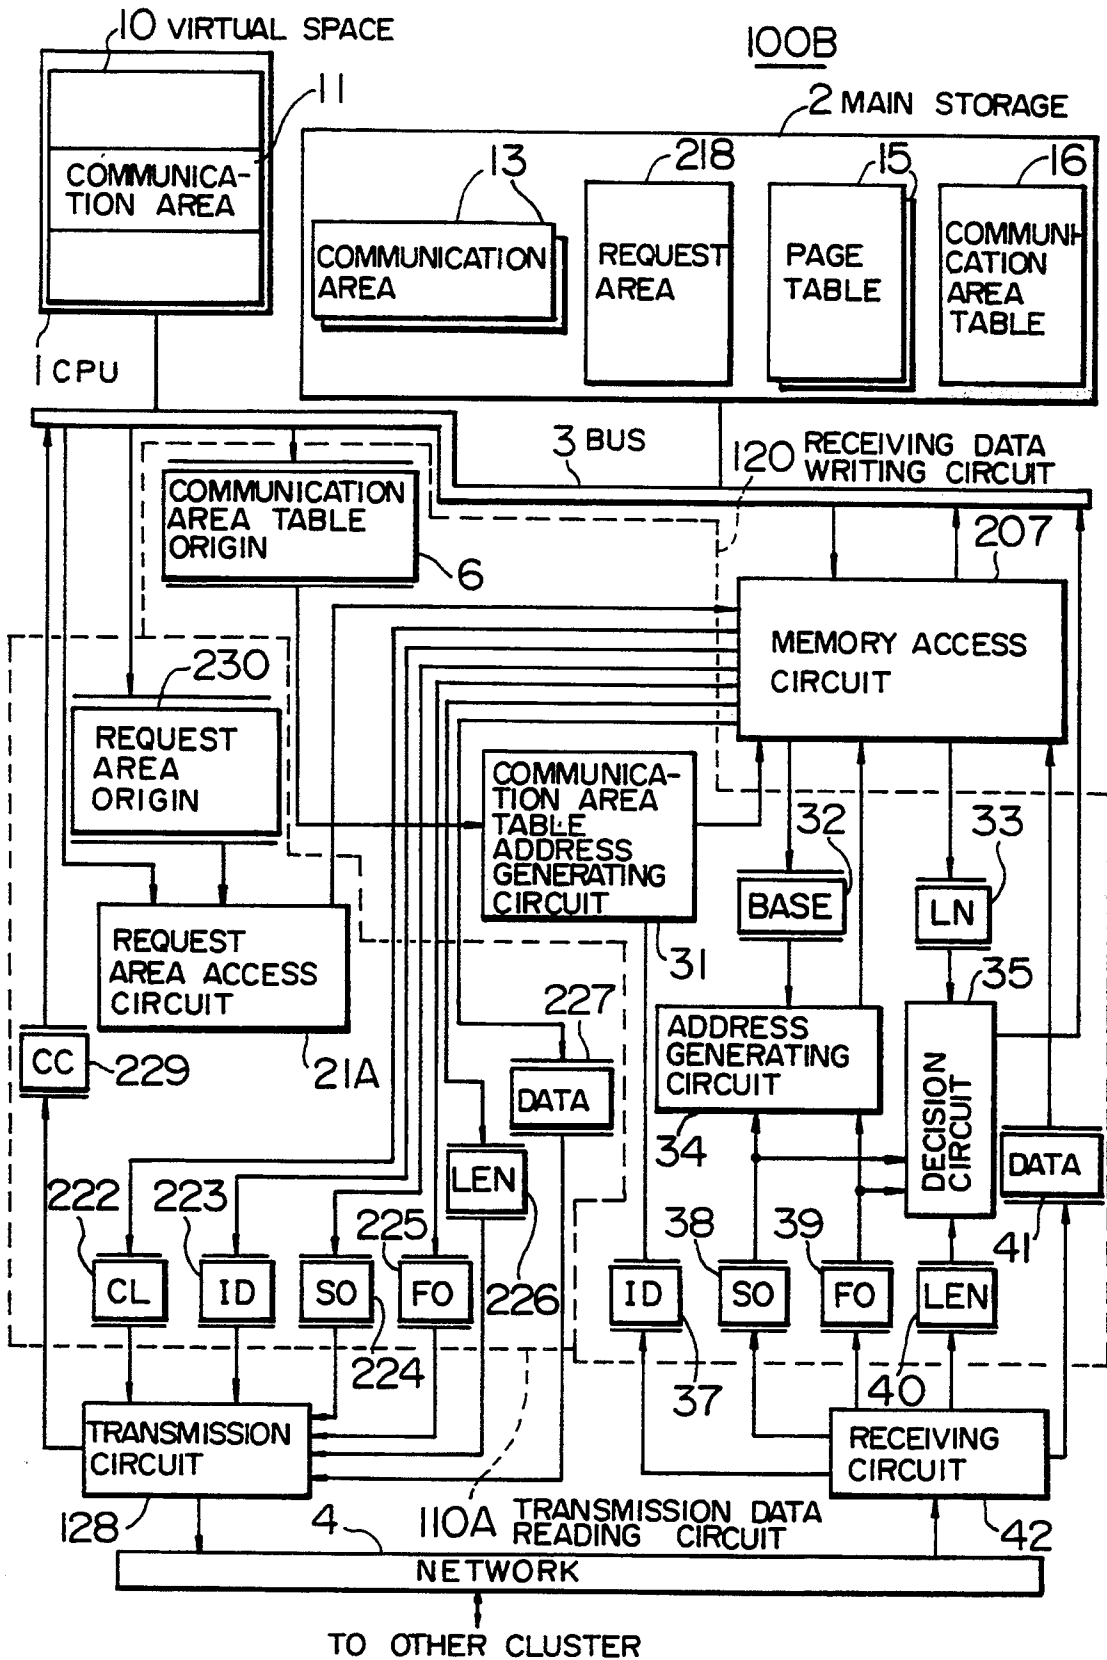 10 VIRTUAL SPACE
100B
11
2 MAIN STORAGE
COMMUNICA-
TION AREA
13
218
15
16
COMMUNICATION
AREA
REQUEST
AREA
PAGE
TABLE
COMMUNI-
CATION
AREA
TABLE
1 CPU
3 BUS
120 RECEIVING DATA
WRITING CIRCUIT
COMMUNICATION
AREA TABLE
ORIGIN
6
207
MEMORY ACCESS
CIRCUIT
230
REQUEST
AREA
ORIGIN
COMMUNICA-
TION AREA
TABLE
ADDRESS
GENERATING
CIRCUIT
31
32
33
BASE
LN
REQUEST
AREA ACCESS
CIRCUIT
21A
35
CC
229
227
DATA
ADDRESS
GENERATING
CIRCUIT
34
DECISION
CIRCUIT
DATA
41
LEN
226
222
223
225
38
39
CL
ID
SO
FO
224
ID
SO
FO
LEN
37
40
TRANSMISSION
CIRCUIT
128
RECEIVING
CIRCUIT
42
110A TRANSMISSION DATA
READING CIRCUIT
4
NETWORK
TO OTHER CLUSTER